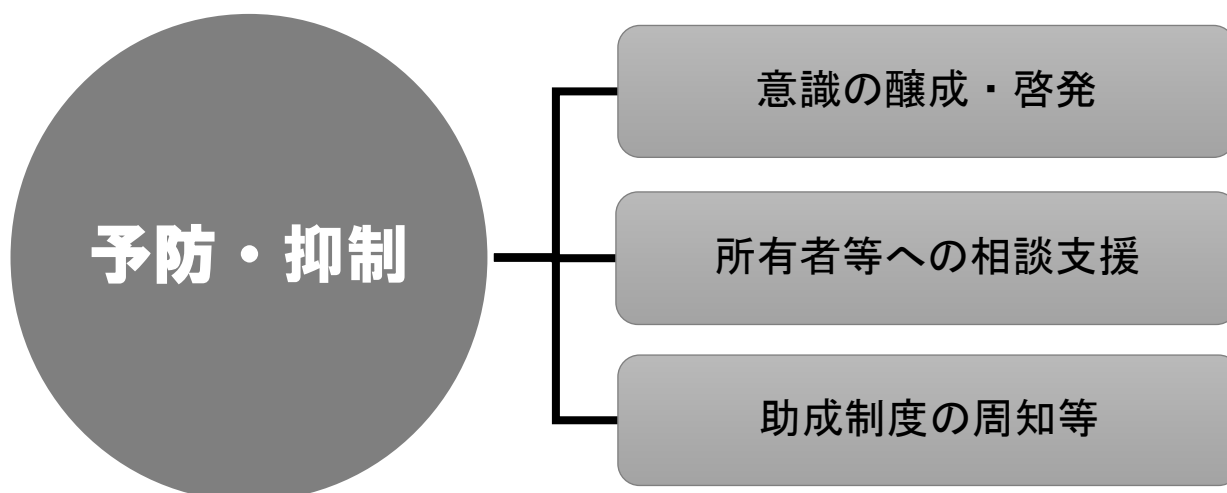 予防・抑制
意識の醸成・啓発
所有者等への相談支援
助成制度の周知等